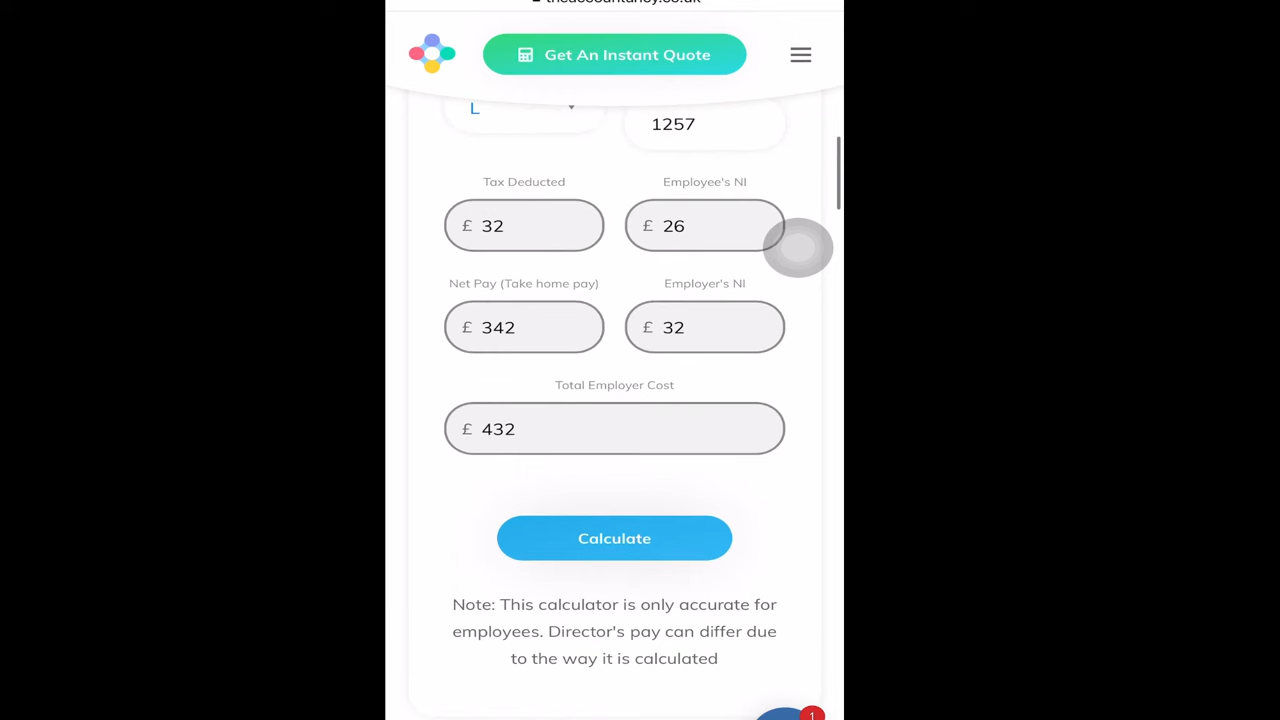 Get An Instant Quote
L
1257
Tax Deducted
Employee's NI
£ 32
£ 26
Net Pay (Take home pay)
Employer's NI
£ 342
£ 32
Total Employer Cost
£ 432
Calculate
Note: This calculator is only accurate for
employees. Director's pay can differ due
to the way it is calculated
1